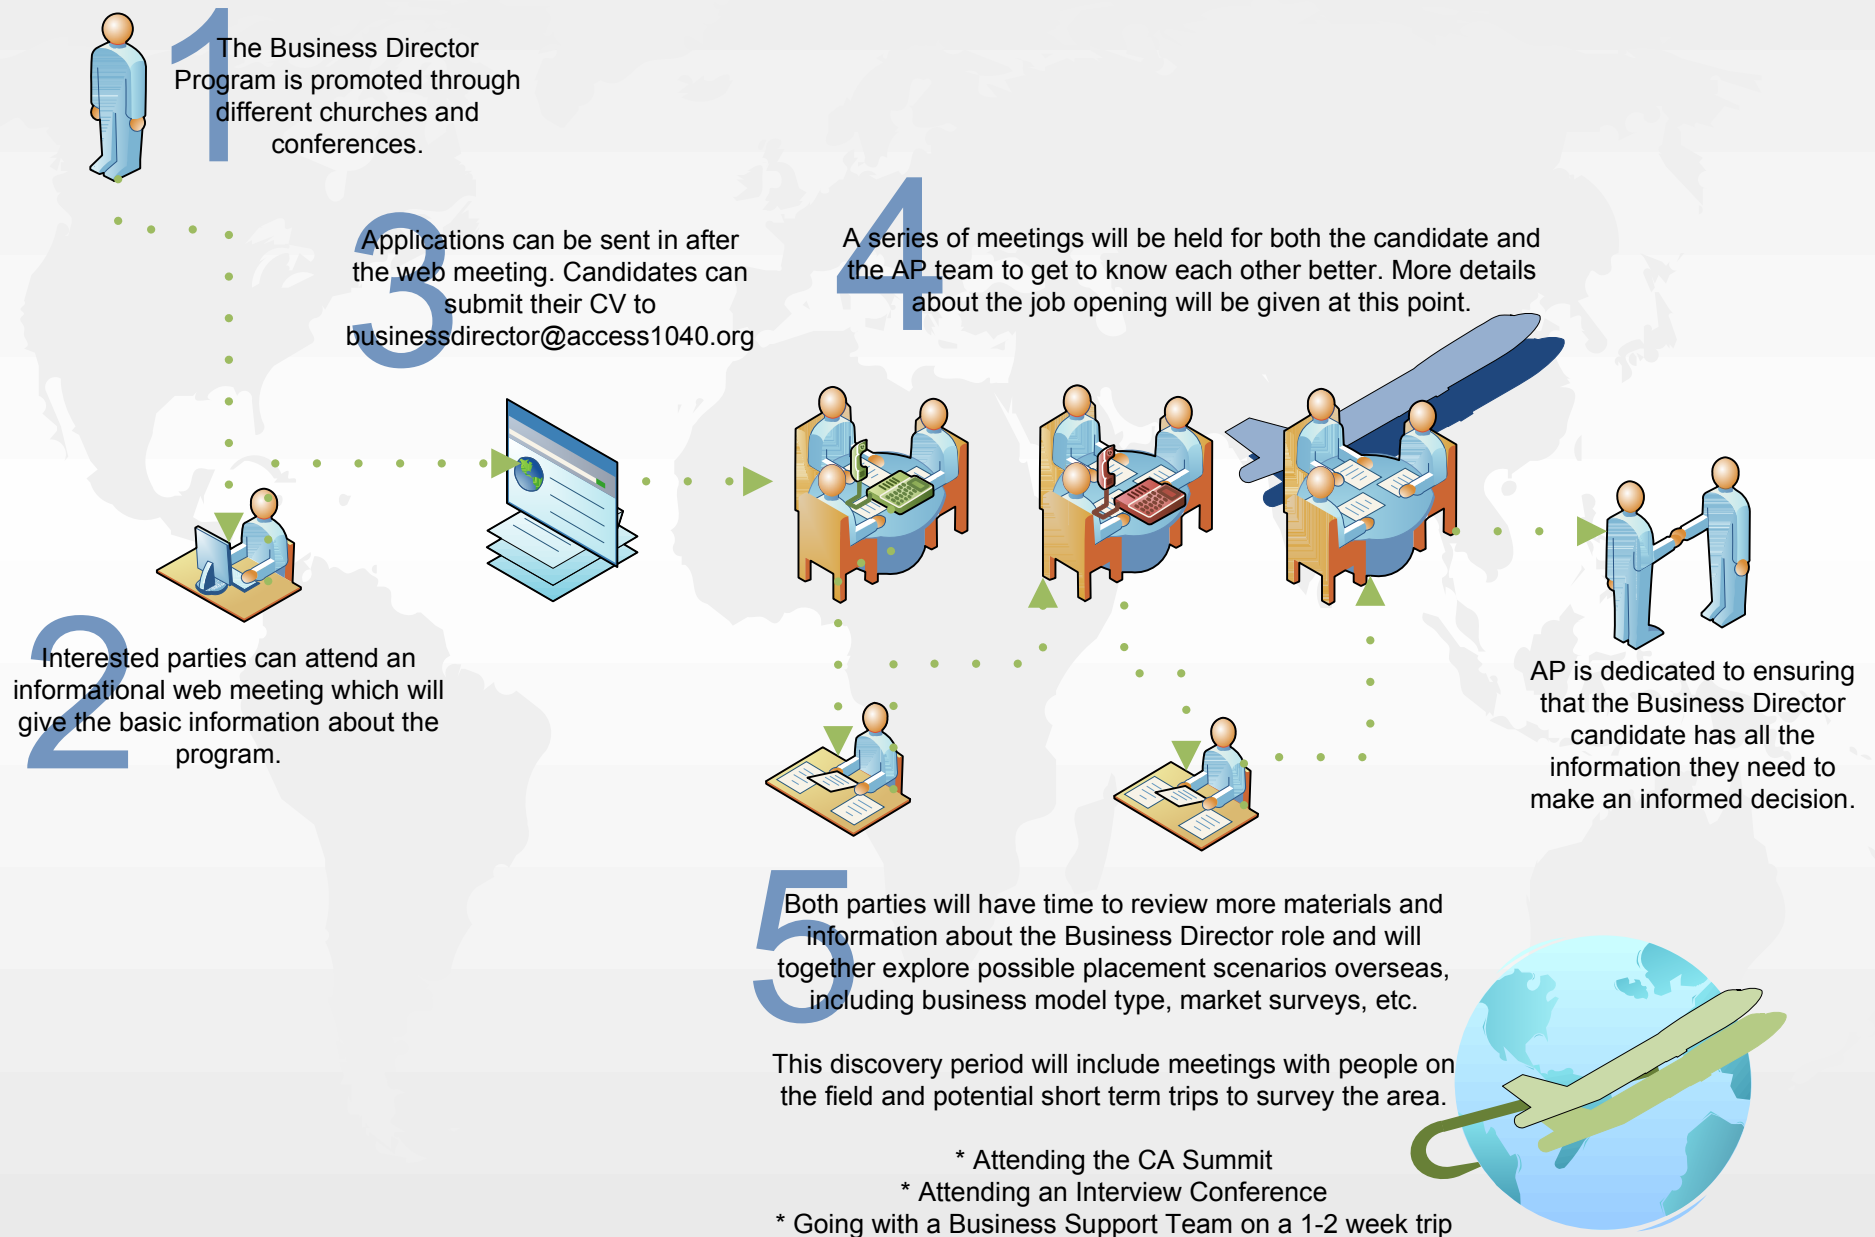 1
The Business Director
Program is promoted through
different churches and
conferences.
2
Interested parties can attend an
informational web meeting which will
give the basic information about the
program.
3
Applications can be sent in after
the web meeting. Candidates can
submit their CV to
businessdirector@access1040.org
4
A series of meetings will be held for both the candidate and
the AP team to get to know each other better. More details
about the job opening will be given at this point.
5
Both parties will have time to review more materials and
information about the Business Director role and will
together explore possible placement scenarios overseas,
including business model type, market surveys, etc.
This discovery period will include meetings with people on
the field and potential short term trips to survey the area.
* Attending the CA Summit
* Attending an Interview Conference
* Going with a Business Support Team on a 1-2 week trip
AP is dedicated to ensuring
that the Business Director
candidate has all the
information they need to
make an informed decision.